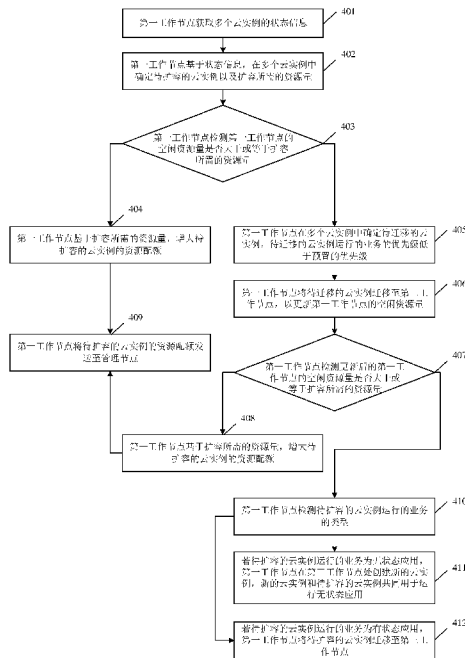 第一工作节点获取多个云实例的状态信息
401
第一工作节点基于状态信息，在多个云实例中
确定待扩容的云实例以及扩容所需的资源量
402
第一工作节点检测第一工作节点的
空闲资源量是否大于或等于扩容
所需的资源量
403
404
第一工作节点基于扩容所需的资源量，增大待
扩容的云实例的资源配额
第一工作节点在多个云实例中确定待迁移的云
实例，待迁移的云实例运行的业务的优先级低
于预置的优先级
405
第一工作节点将待迁移的云实例迁移至第二工
作节点，以更新第一工作节点的空闲资源量
406
409
第一工作节点将待扩容的云实例的资源配额发
送至管理节点
第一工作节点检测更新后的第一工
作节点的空闲资源量是否大于或
等于扩容所需的资源量
407
408
第一工作节点基于扩容所需的资源量，增大待
扩容的云实例的资源配额
第一工作节点检测待扩容的云实例运行的业务
的类型
410
若待扩容的云实例运行的业务为无状态应用，
第一工作节点在第三工作节点处创建新的云实
例，新的云实例和待扩容的云实例共同用于运
行无状态应用
411
若待扩容的云实例运行的业务为有状态应用，
第一工作节点将待扩容的云实例迁移至第三工
作节点
412